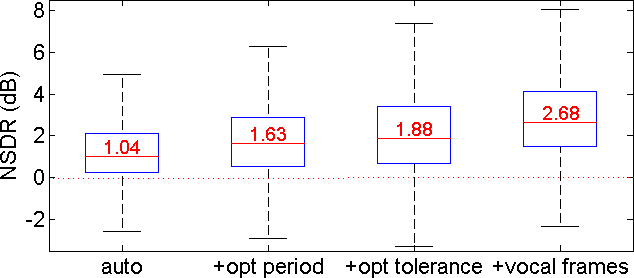 NSDR (dB)
8
6
4
2
0
-2
1.04
1.63
1.88
2.68
auto
+opt period
+opt tolerance
+vocal frames